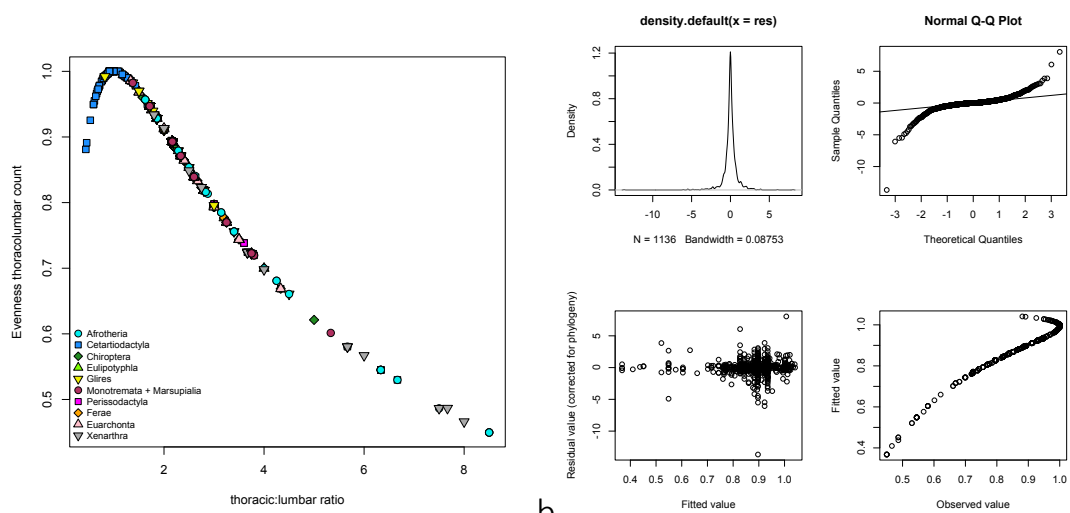 Evenness thoracolumbar count
1.0
0.9
0.8
0.7
0.6
0.5
Afrotheria
Cetartiodactyla
Chiroptera
Eulipotyphla
Glires
Monotremata + Marsupialia
Perissodactyla
Ferae
Euarchonta
Xenarthra
2 4 6 8
thoracic:lumbar ratio
density.default(x = res)
Density
1.2
0.8
0.4
0.0
-10 -5 0 5
N = 1136 Bandwidth = 0.08753
Normal Q-Q Plot
Sample Quantiles
5
0
-5
-10
-3 -2 -1 0 1 2 3
Theoretical Quantiles
Residual value (corrected for phylogeny)
5
0
-5
-10
0.4 0.5 0.6 0.7 0.8 0.9 1.0
Fitted value
Fitted value
1.0
0.8
0.6
0.4
0.5 0.6 0.7 0.8 0.9 1.0
Observed value